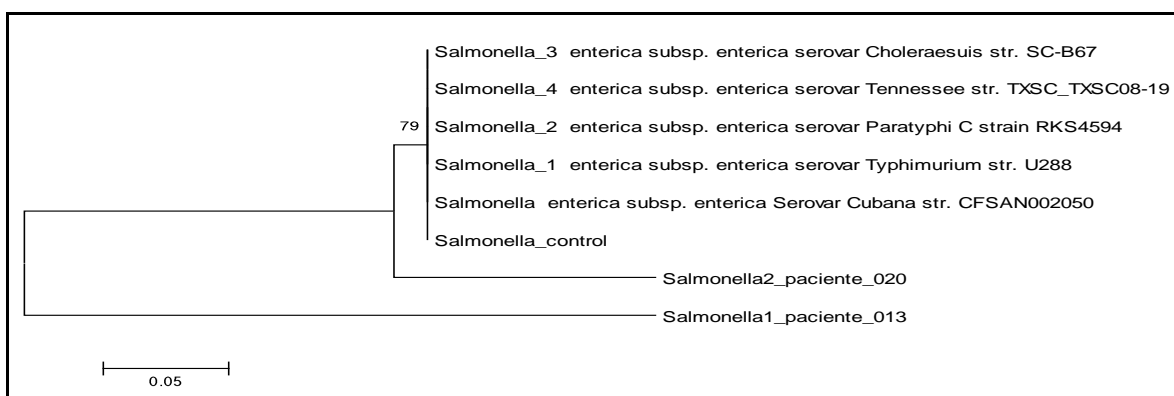 Salmonella_3 enterica subsp. enterica serovar Choleraesuis str. SC-B67
Salmonella_4 enterica subsp. enterica serovar Tennessee str. TXSC_TXSC08-19
79
Salmonella_2 enterica subsp. enterica serovar Paratyphi C strain RKS4594
Salmonella_1 enterica subsp. enterica serovar Typhimurium str. U288
Salmonella enterica subsp. enterica Serovar Cubana str. CFSAN002050
Salmonella_control
Salmonella2_paciente_020
Salmonella1_paciente_013
0.05